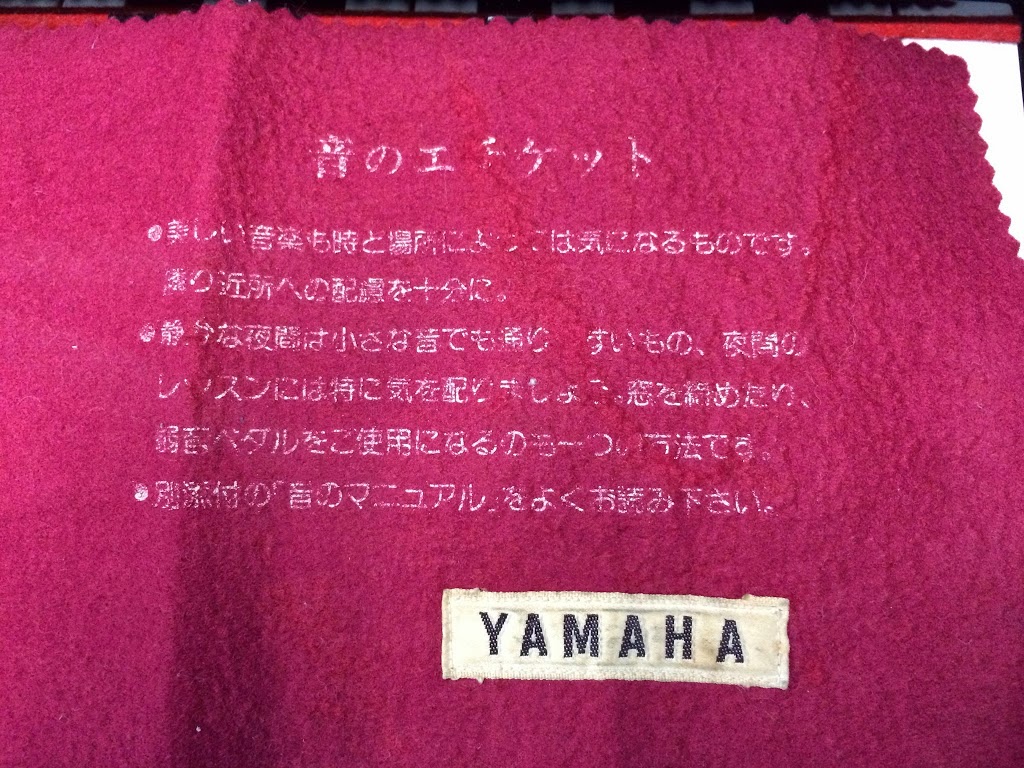 音のエチケット
●美しい音楽も時と場所によっては気になるものです。
隣り近所への配慮を十分に。
●静かな夜間は小さな音でも通り すいもの、夜間の
レッスンには特に気を配りましょう。窓を締めたり、
弱音ペダルをご使用になるのも一つの方法です。
●別添付の「音のマニュアル」をよくお読み下さい。
YAMAHA